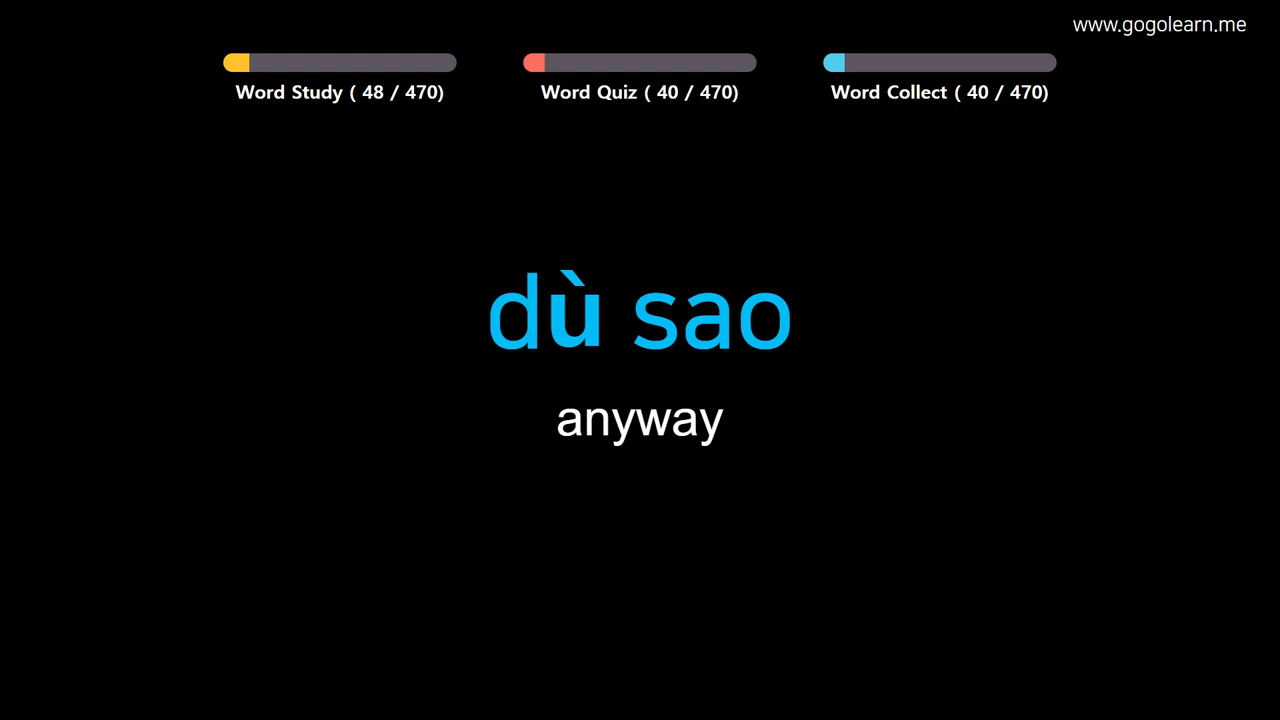 www.gogolearn.me
Word Study ( 48 / 470)
Word Quiz ( 40 / 470)
Word Collect ( 40 / 470)
dù sao
anyway